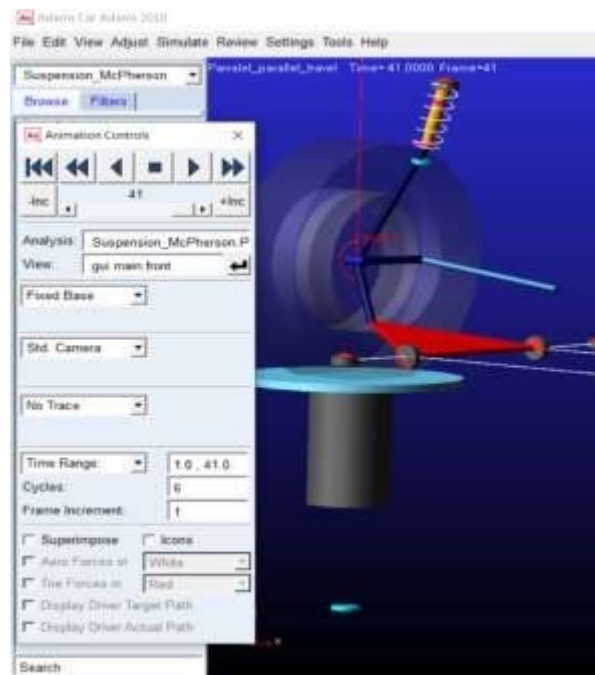 Adams Car Adams 2020
File Edit View Adjust Simulate Review Settings Tools Help
Suspension_McPherson
Browse Filters
Parralel_parallel_travel Time= 41.0000 Frame=41
Animation Controls
-Inc 41 +Inc
Analysis: Suspension_McPherson.P
View: gui main front
Fixed Base
Std. Camera
No Trace
Time Range: 1.0 , 41.0
Cycles: 6
Frame Increment: 1
Superimpose Icons
Aero Forces in White
Tire Forces in Red
Display Driver Target Path
Display Driver Actual Path
Search